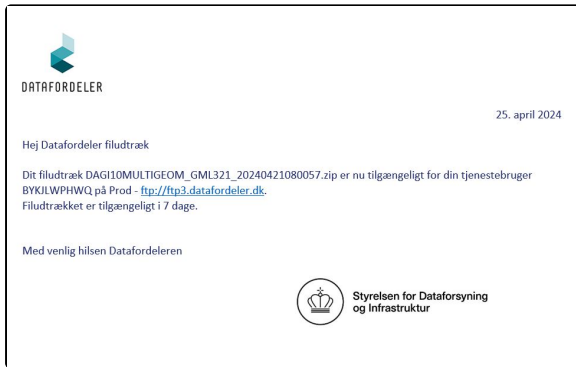 DATAFORDELER
25. april 2024
Hej Datafordeler filudtræk
Dit filudtræk DAGI10MULTIGEOM_GML321_20240421080057.zip er nu tilgængeligt for din tjenestebruger
BYKJLWPHWQ på Prod - ftp://ftp3.datafordeler.dk.
Filudtrækket er tilgængeligt i 7 dage.
Med venlig hilsen Datafordeleren
Styrelsen for Dataforsyning
og Infrastruktur